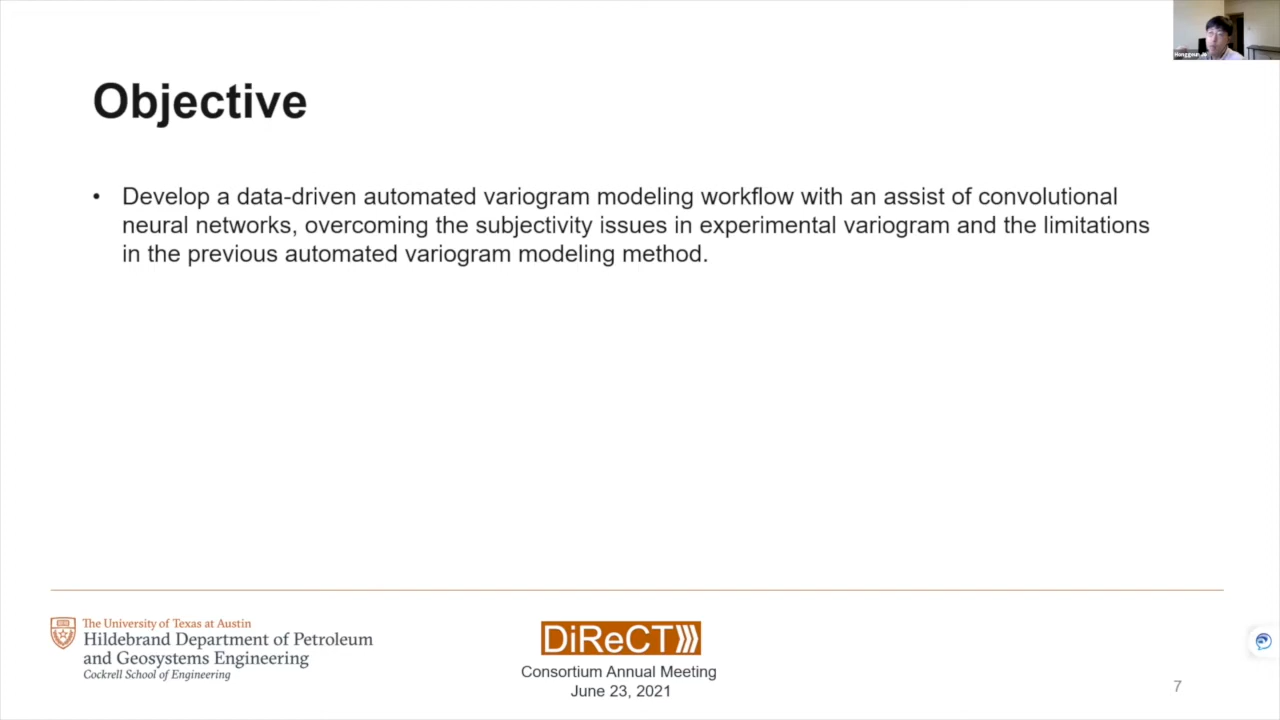 Objective
• Develop a data-driven automated variogram modeling workflow with an assist of convolutional
neural networks, overcoming the subjectivity issues in experimental variogram and the limitations
in the previous automated variogram modeling method.
The University of Texas at Austin
Hildebrand Department of Petroleum
and Geosystems Engineering
Cockrell School of Engineering
DiReCT
Consortium Annual Meeting
June 23, 2021
7